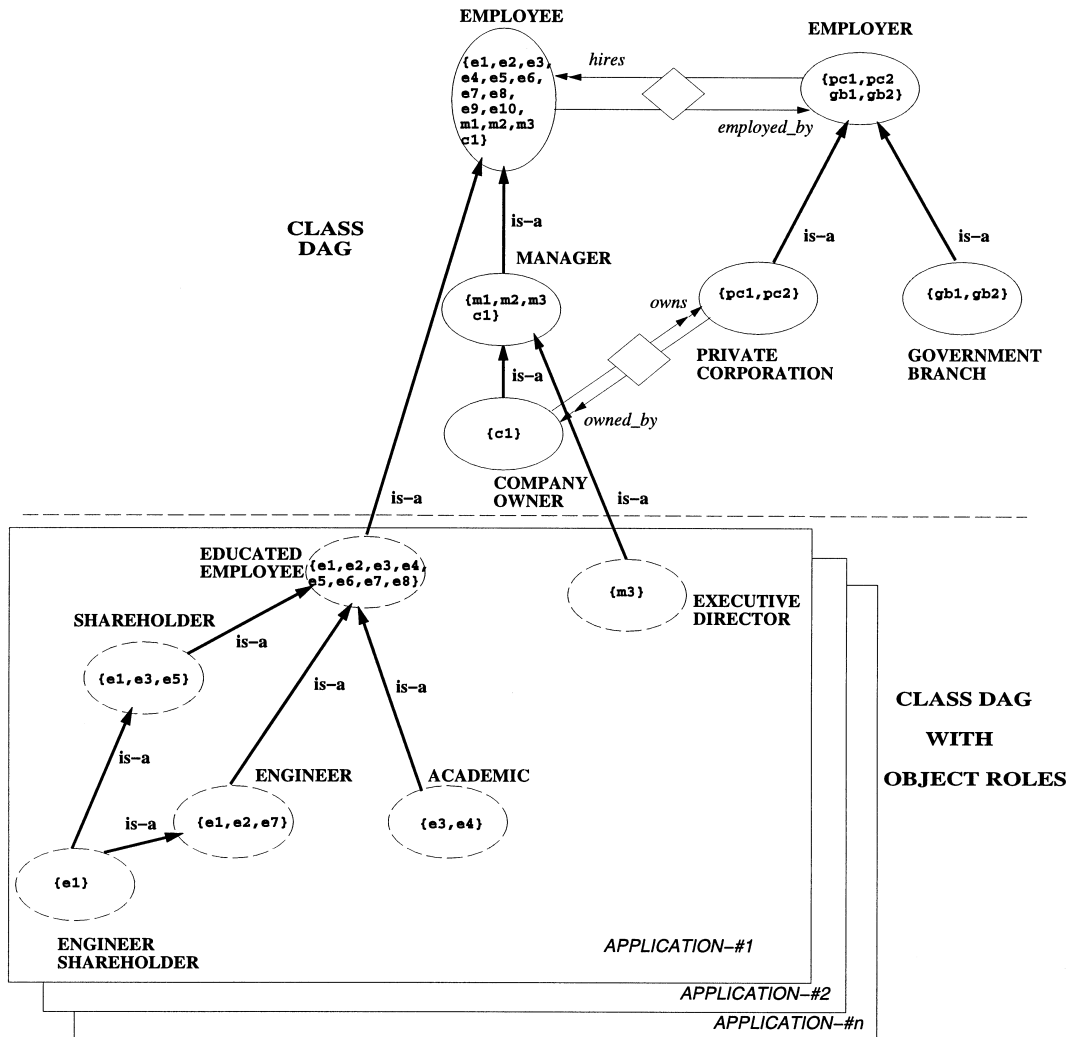 EMPLOYEE
EMPLOYER
{e1,e2,e3,
e4,e5,e6,
e7,e8,
e9,e10,
m1,m2,m3
c1}
hires
{pc1,pc2
gb1,gb2}
employed_by
CLASS
DAG
is-a
is-a
is-a
MANAGER
{m1,m2,m3
c1}
owns
{pc1,pc2}
{gb1,gb2}
PRIVATE
CORPORATION
GOVERNMENT
BRANCH
is-a
owned_by
{c1}
COMPANY
OWNER
is-a
is-a
EDUCATED
EMPLOYEE
{e1,e2,e3,e4,
e5,e6,e7,e8}
{m3}
EXECUTIVE
DIRECTOR
SHAREHOLDER
is-a
{e1,e3,e5}
is-a
is-a
CLASS DAG
WITH
OBJECT ROLES
is-a
ENGINEER
ACADEMIC
is-a
{e1,e2,e7}
{e3,e4}
{e1}
ENGINEER
SHAREHOLDER
APPLICATION-#1
APPLICATION-#2
APPLICATION-#n